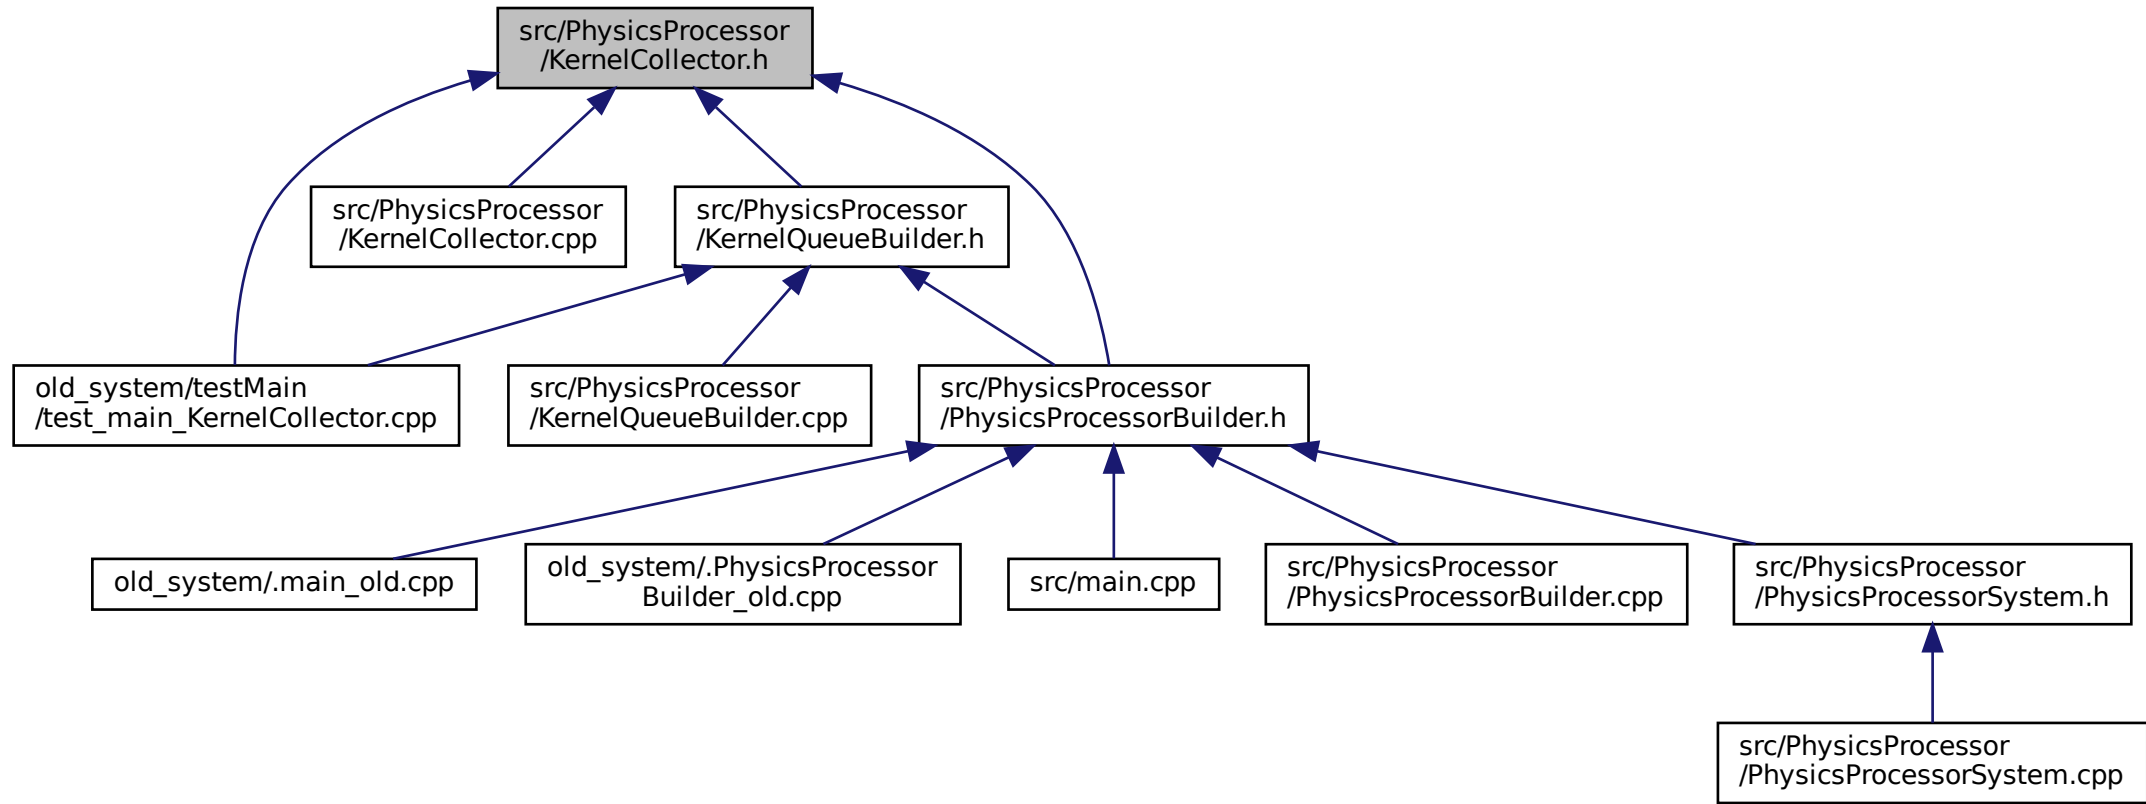 src/PhysicsProcessor
/KernelCollector.h
src/PhysicsProcessor
/KernelCollector.cpp
src/PhysicsProcessor
/KernelQueueBuilder.h
old_system/testMain
/test_main_KernelCollector.cpp
src/PhysicsProcessor
/KernelQueueBuilder.cpp
src/PhysicsProcessor
/PhysicsProcessorBuilder.h
old_system/.main_old.cpp
old_system/.PhysicsProcessor
Builder_old.cpp
src/main.cpp
src/PhysicsProcessor
/PhysicsProcessorBuilder.cpp
src/PhysicsProcessor
/PhysicsProcessorSystem.h
src/PhysicsProcessor
/PhysicsProcessorSystem.cpp